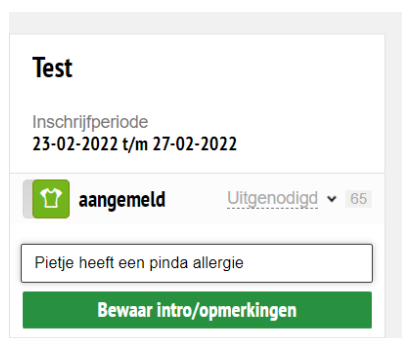 Test
Inschrijfperiode
23-02-2022 t/m 27-02-2022
aangemeld Uitgenodigd 65
Pietje heeft een pinda allergie
Bewaar intro/opmerkingen